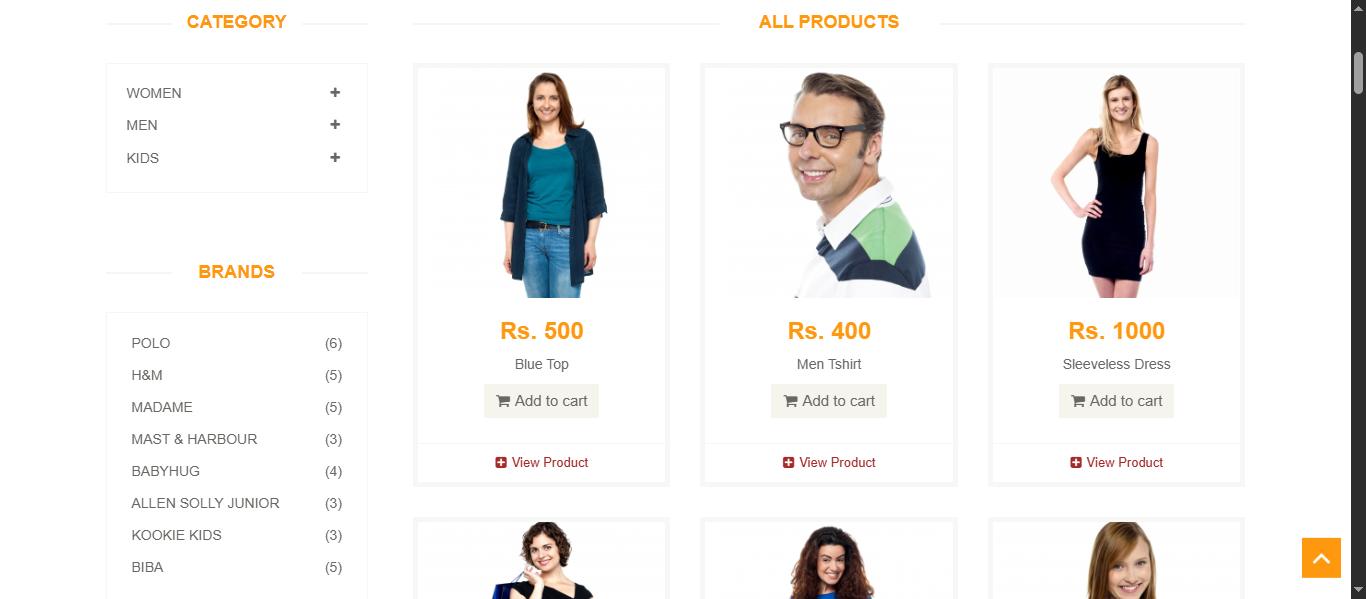 CATEGORY
WOMEN
MEN
KIDS
BRANDS
POLO (6)
H&M (5)
MADAME (5)
MAST & HARBOUR (3)
BABYHUG (4)
ALLEN SOLLY JUNIOR (3)
KOOKIE KIDS (3)
BIBA (5)
ALL PRODUCTS
Rs. 500
Blue Top
Add to cart
View Product
Rs. 400
Men Tshirt
Add to cart
View Product
Rs. 1000
Sleeveless Dress
Add to cart
View Product